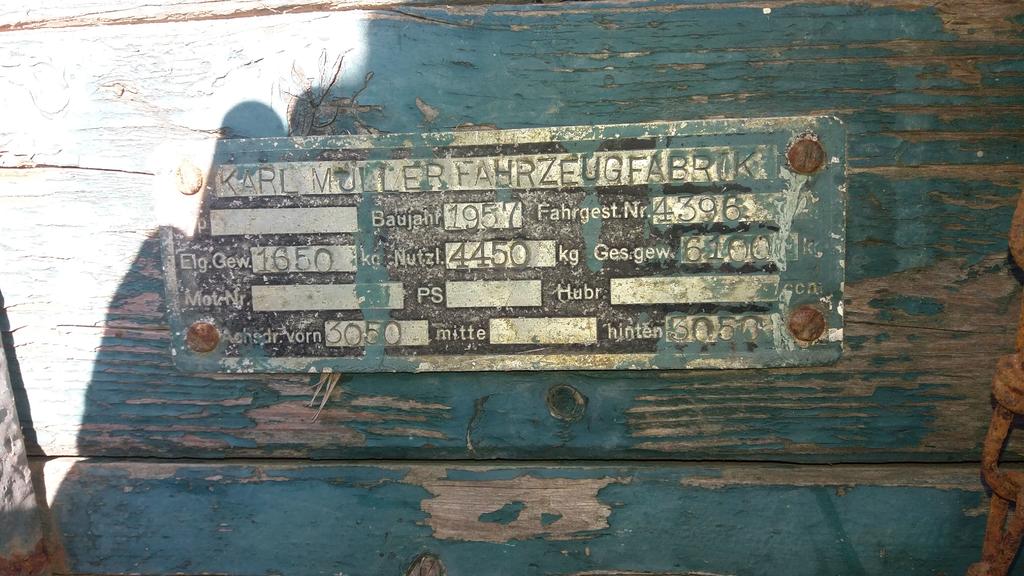 KARL MÜLLER FAHRZEUGFABRIK
Baujahr 1957 Fahrgest.Nr. 4396
Eig.Gew. 1650 kg Nutzl. 4450 kg Ges.gew. 6100 k
Mot.Nr. PS Hubr. ccm
Achsdr.vorn 3050 mitte hinten 3050